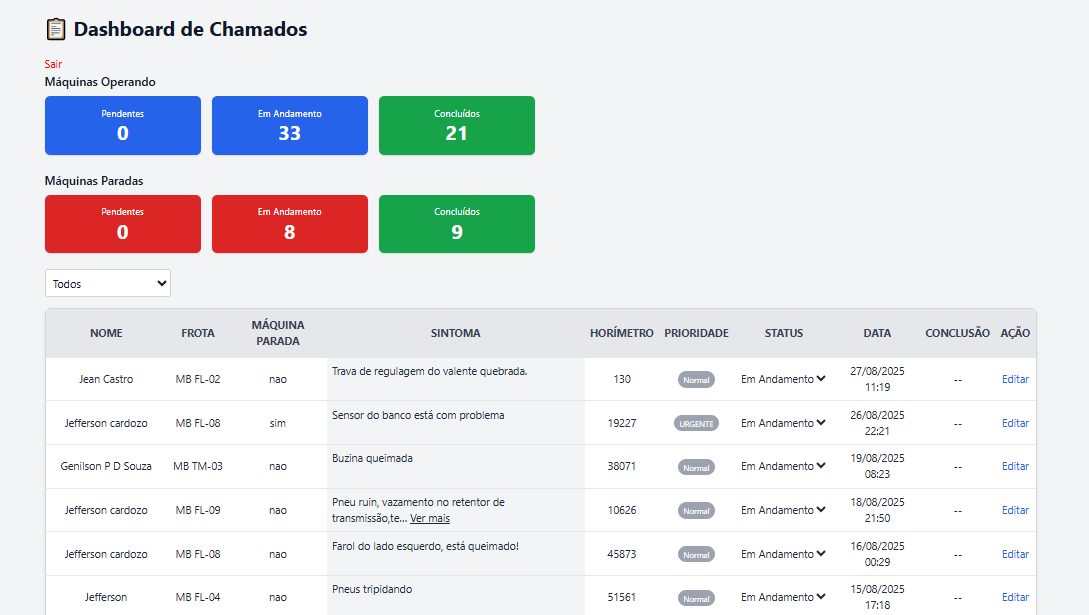 Dashboard de Chamados
Sair
Máquinas Operando
Pendentes Em Andamento Concluídos
0 33 21
Máquinas Paradas
Pendentes Em Andamento Concluídos
0 8 9
Todos
NOME FROTA MÁQUINA PARADA SINTOMA HORÍMETRO PRIORIDADE STATUS DATA CONCLUSÃO AÇÃO
Jean Castro MB FL-02 nao Trava de regulagem do valente quebrada. 130 Normal Em Andamento 27/08/2025 11:19 -- Editar
Jefferson cardozo MB FL-08 sim Sensor do banco está com problema 19227 URGENTE Em Andamento 26/08/2025 22:21 -- Editar
Genilson P D Souza MB TM-03 nao Buzina queimada 38071 Normal Em Andamento 19/08/2025 08:23 -- Editar
Jefferson cardozo MB FL-09 nao Pneu ruin, vazamento no retentor de transmissão,te... Ver mais 10626 Normal Em Andamento 18/08/2025 21:50 -- Editar
Jefferson cardozo MB FL-08 nao Farol do lado esquerdo, está queimado! 45873 Normal Em Andamento 16/08/2025 00:29 -- Editar
Jefferson MB FL-04 nao Pneus tripidando 51561 Normal Em Andamento 15/08/2025 17:18 -- Editar